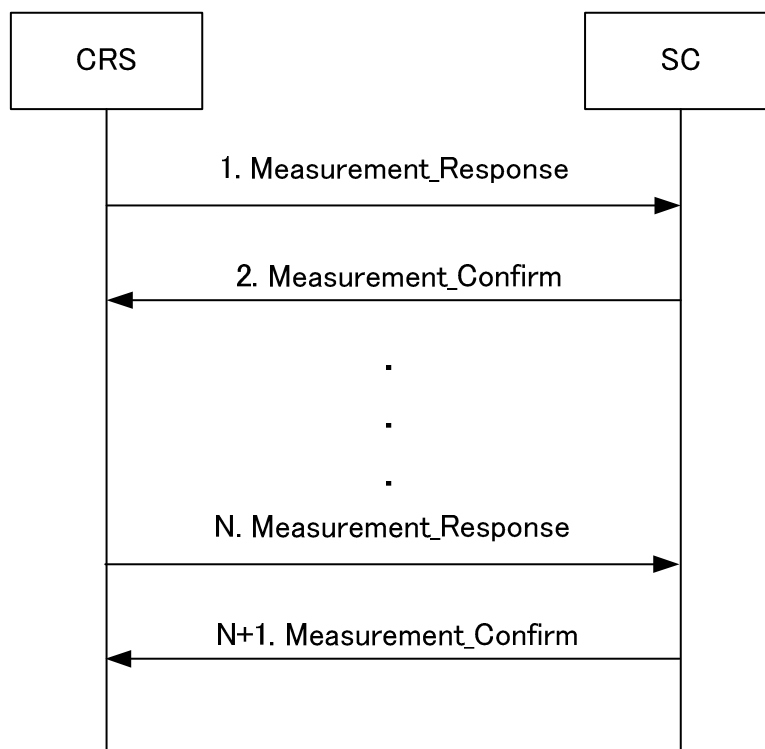 CRS
SC
1. Measurement_Response
2. Measurement_Confirm
.
.
.
N. Measurement_Response
N+1. Measurement_Confirm